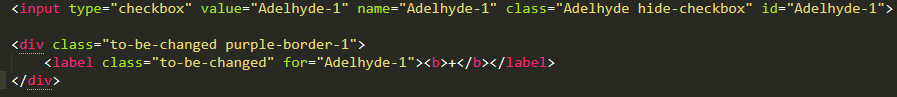 <input type="checkbox" value="Adelhyde-1" name="Adelhyde-1" class="Adelhyde hide-checkbox" id="Adelhyde-1">
<div class="to-be-changed purple-border-1">
<label class="to-be-changed" for="Adelhyde-1"><b>+</b></label>
</div>